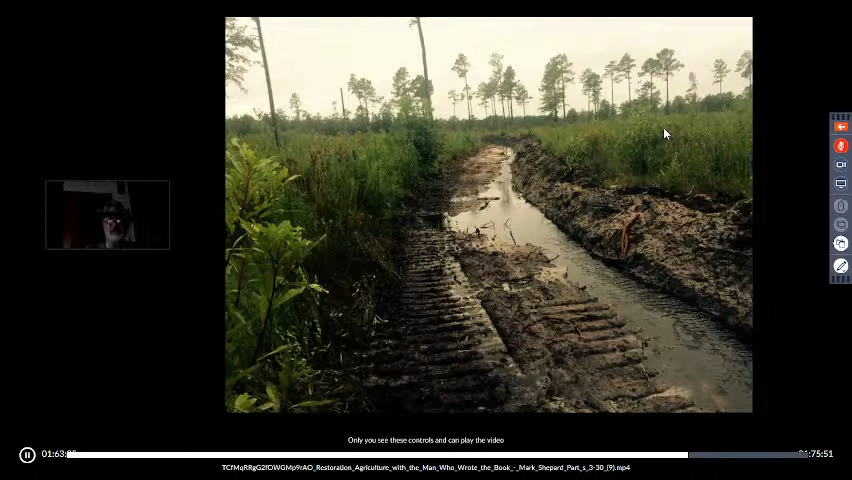 Only you see these controls and can play the video
01:63:
:75:51
TCfMqRRgG2fOWGMp9rAO_Restoration_Agriculture_with_the_Man_Who_Wrote_the_Book_-_Mark_Shepard_Part_s_3-30_(9).mp4